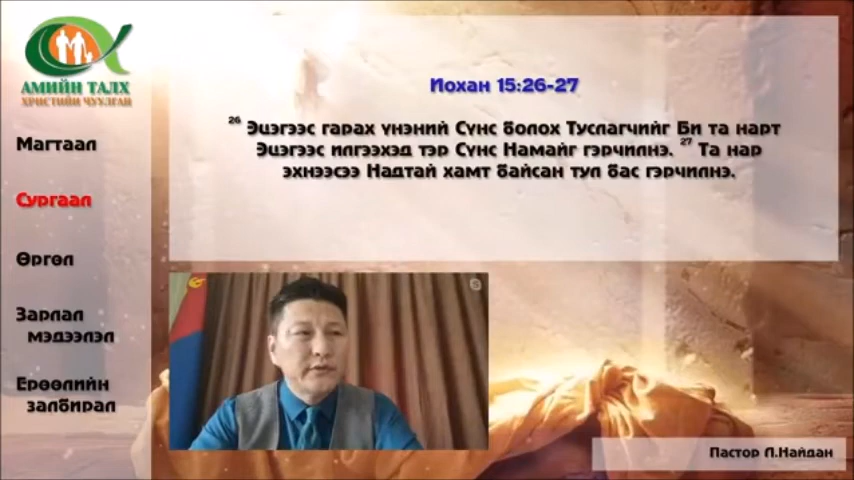 АМИЙН ТАЛХ
ХРИСТИЙН ЧУУЛГАН
Магтаал
Сургаал
Өргөл
Зарлал
мэдээлэл
Ерөөлийн
залбирал
Иохан 15:26-27
26 Эцэгээс гарах үнэний Сүнс болох Туслагчийг Би та нарт
Эцэгээс илгээхэд тэр Сүнс Намайг гэрчилнэ. 27 Та нар
эхнээсээ Надтай хамт байсан тул бас гэрчилнэ.
Пастор Л.Найдан